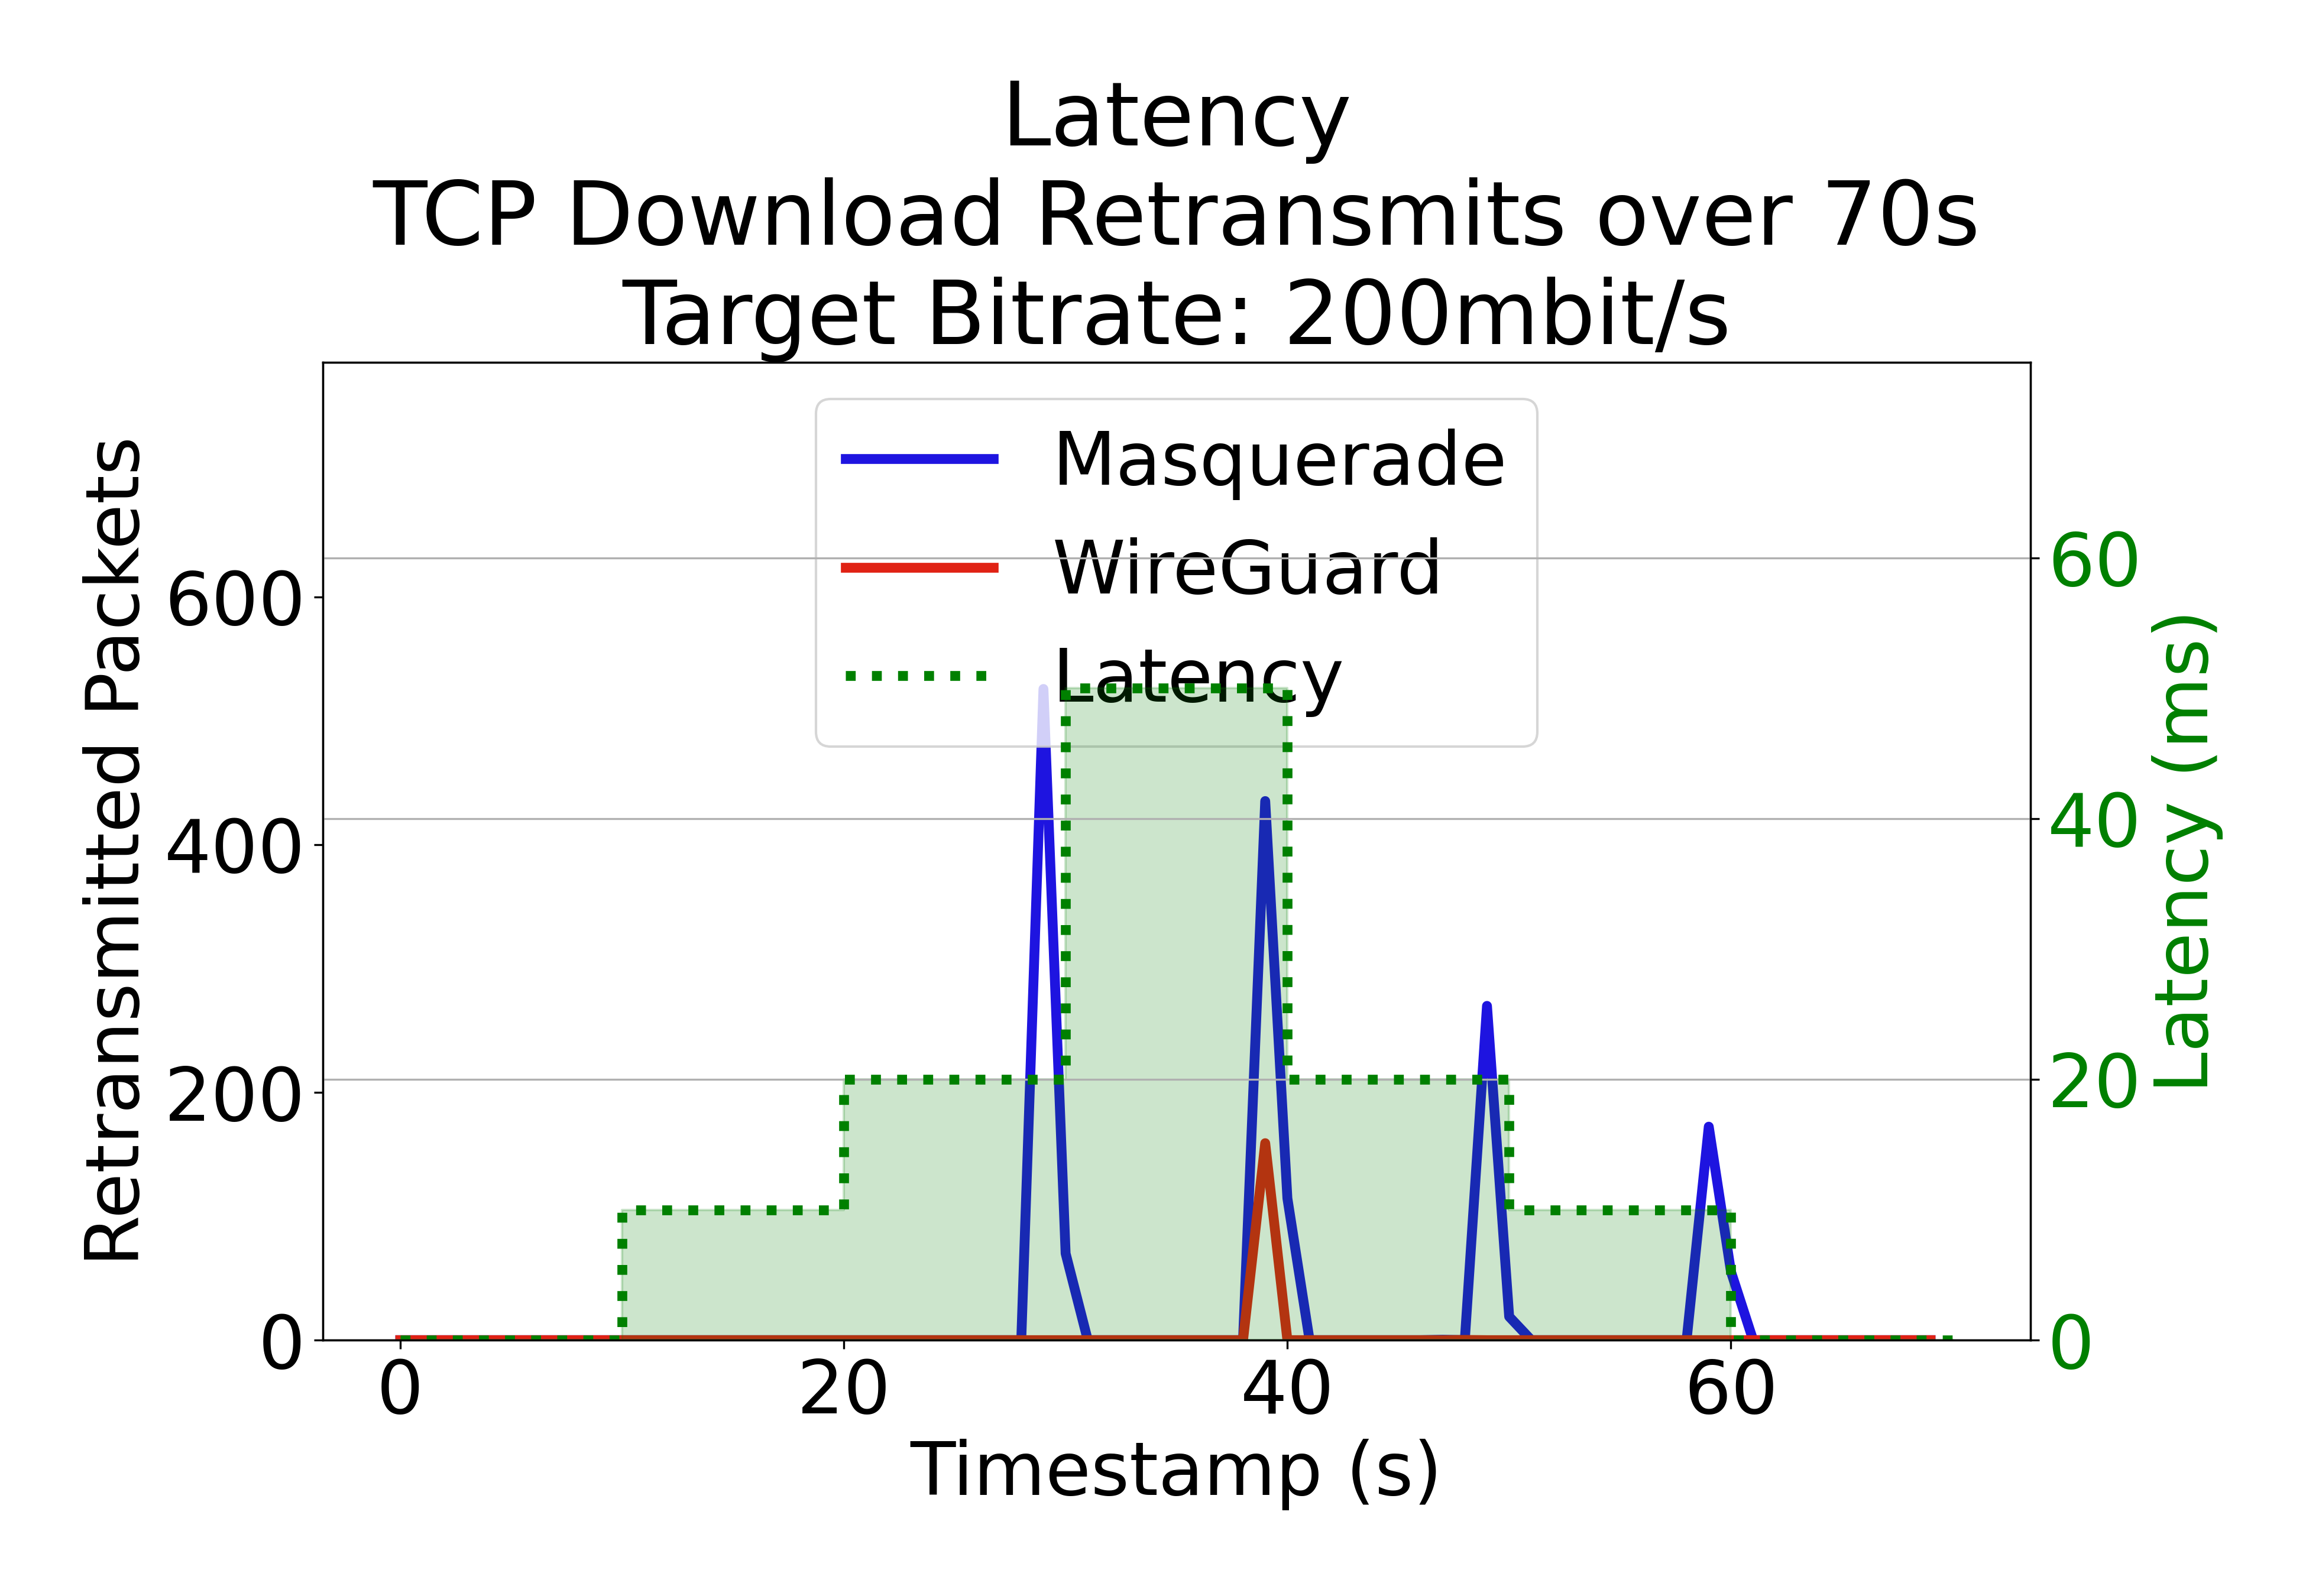 Latency
TCP Download Retransmits over 70s
Target Bitrate: 200mbit/s
Masquerade
WireGuard
Latency
Retransmitted Packets
600
400
200
0
60
40
20
0
Latency (ms)
0 20 40 60
Timestamp (s)